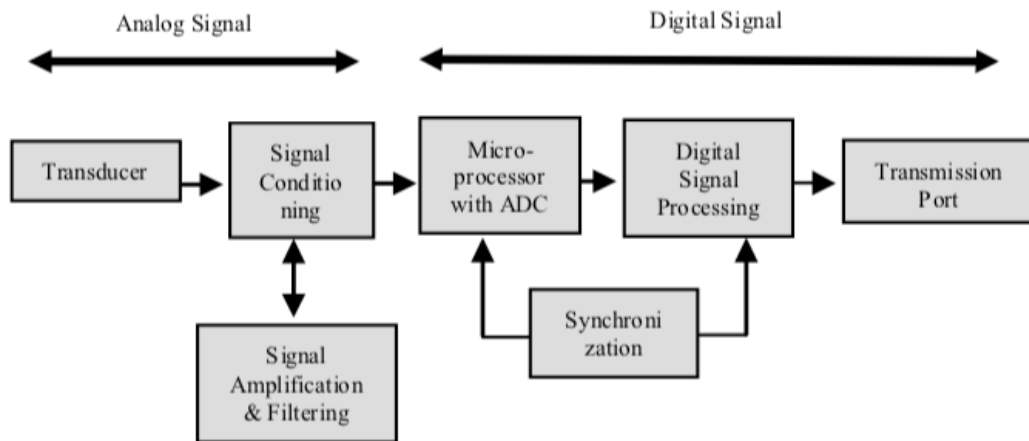 Analog Signal
Digital Signal
Transducer
Signal
Conditio
ning
Micro-
processor
with ADC
Digital
Signal
Processing
Transmission
Port
Signal
Amplification
& Filtering
Synchroni
zation